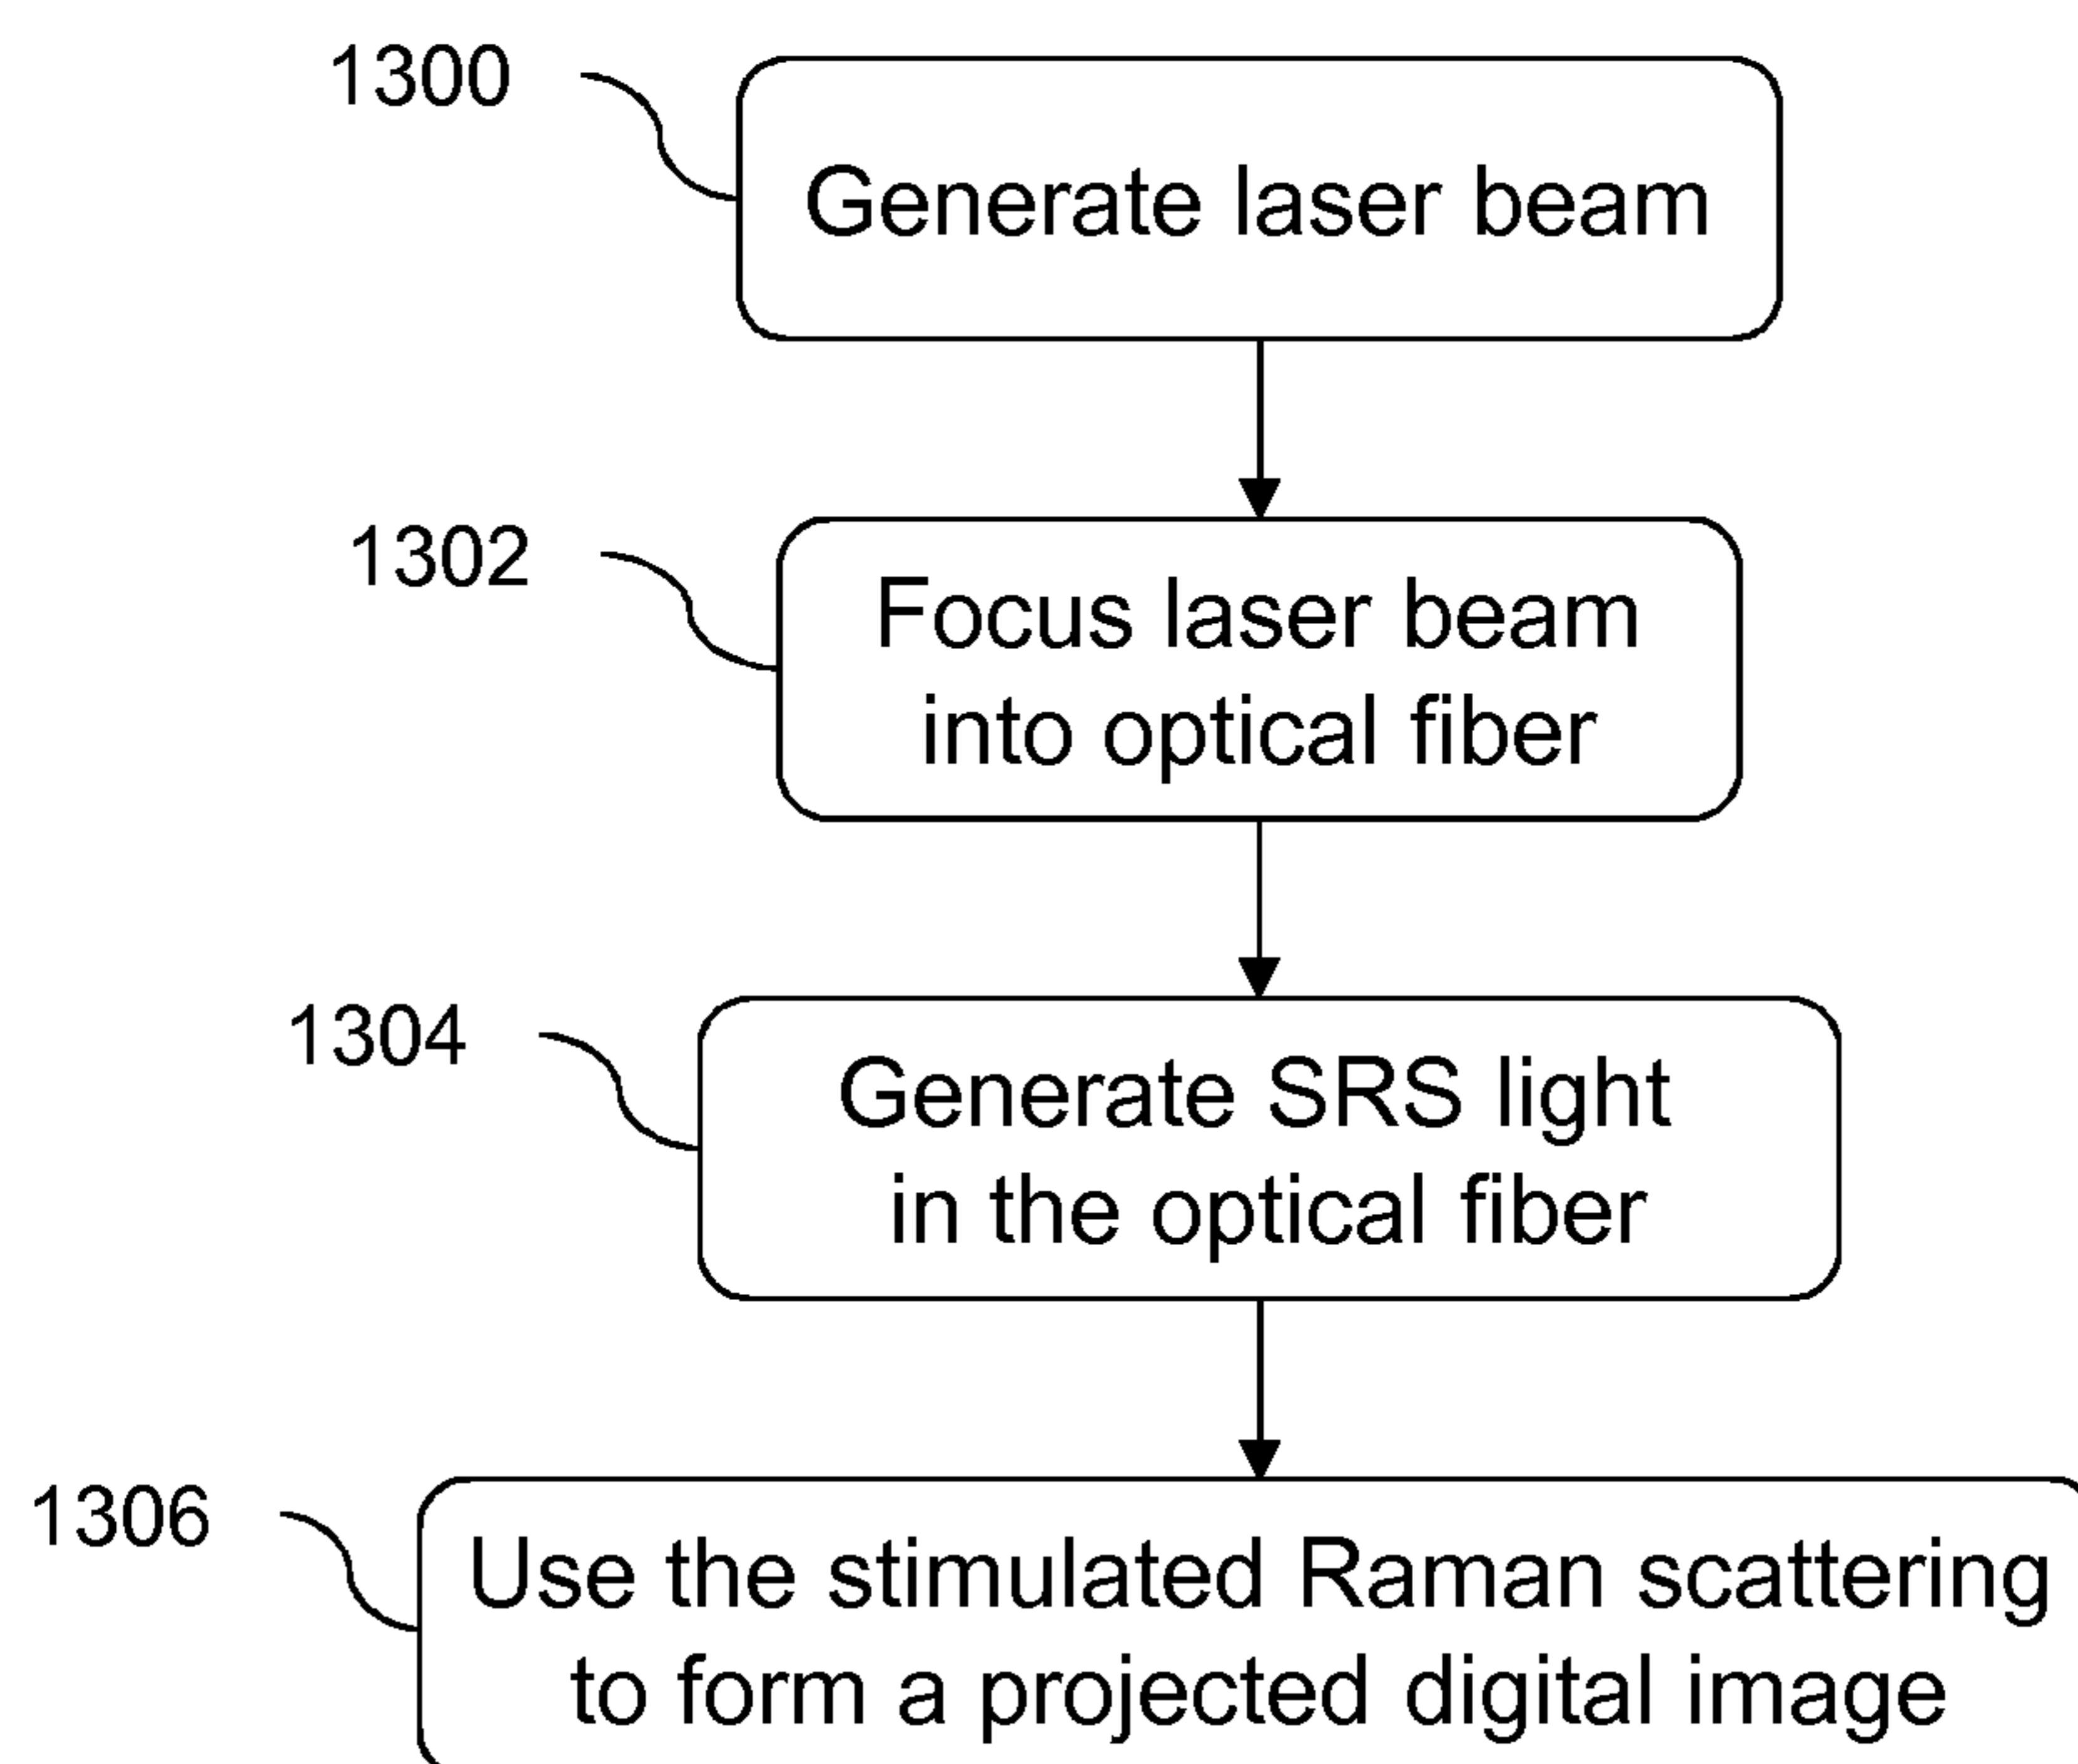 1300
Generate laser beam
1302
Focus laser beam
into optical fiber
1304
Generate SRS light
in the optical fiber
1306
Use the stimulated Raman scattering
to form a projected digital image